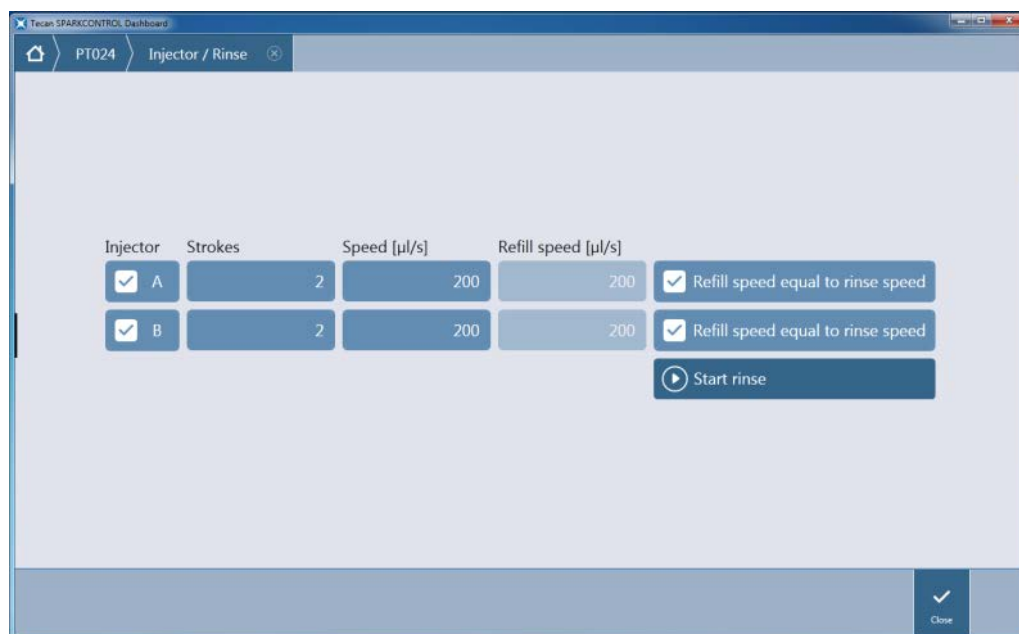 Tecan SPARKCONTROL Dashboard
PT024 Injector / Rinse
Injector Strokes Speed [µl/s] Refill speed [µl/s]
A 2 200 200 Refill speed equal to rinse speed
B 2 200 200 Refill speed equal to rinse speed
Start rinse
Close